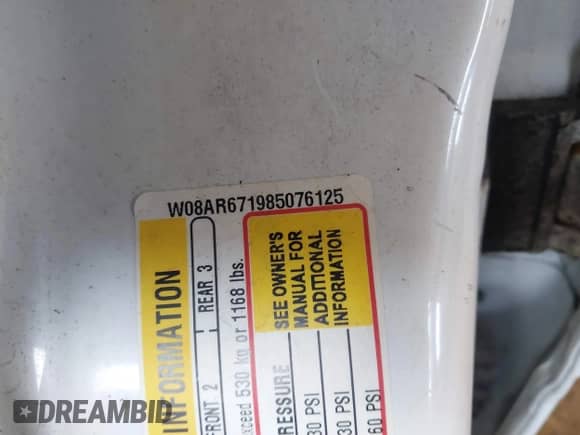 W08AR671985076125
INFORMATION
FRONT 2 REAR 3
xceed 530 kg or 1168 lbs.
RESSURE
30 PSI
30 PSI
60 PSI
SEE OWNER'S
MANUAL FOR
ADDITIONAL
INFORMATION
DREAMBID